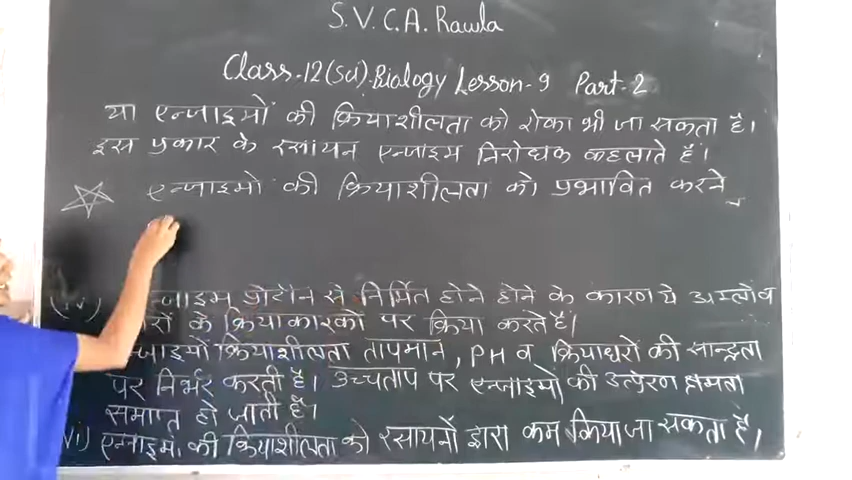 S.V.C.A. Rawla
Class-12 (Sci). Biology Lesson-9 Part-2
या एन्जाइमों की क्रियाशीलता को रोका भी जा सकता है।
इस प्रकार के रसायन एन्जाइम निरोधक कहलाते हैं।
एन्जाइमो की क्रियाशीलता को प्रभावित करने
न्जाइम प्रोटीन से निर्मित होने होने के कारण ये अम्लोव
के क्रियाकारकों पर क्रिया करते हैं।
क्रियाशीलता तापमान, PH व क्रियाधरो की सान्द्रता
पर निर्भर करती है। उच्चताप पर एन्जाइमो की उत्प्रेरण क्षमता
समाप्त हो जाती है।
vi) एन्जाइमं की क्रियाशीलता को रसायनों द्वारा कम किया जा सकता है,